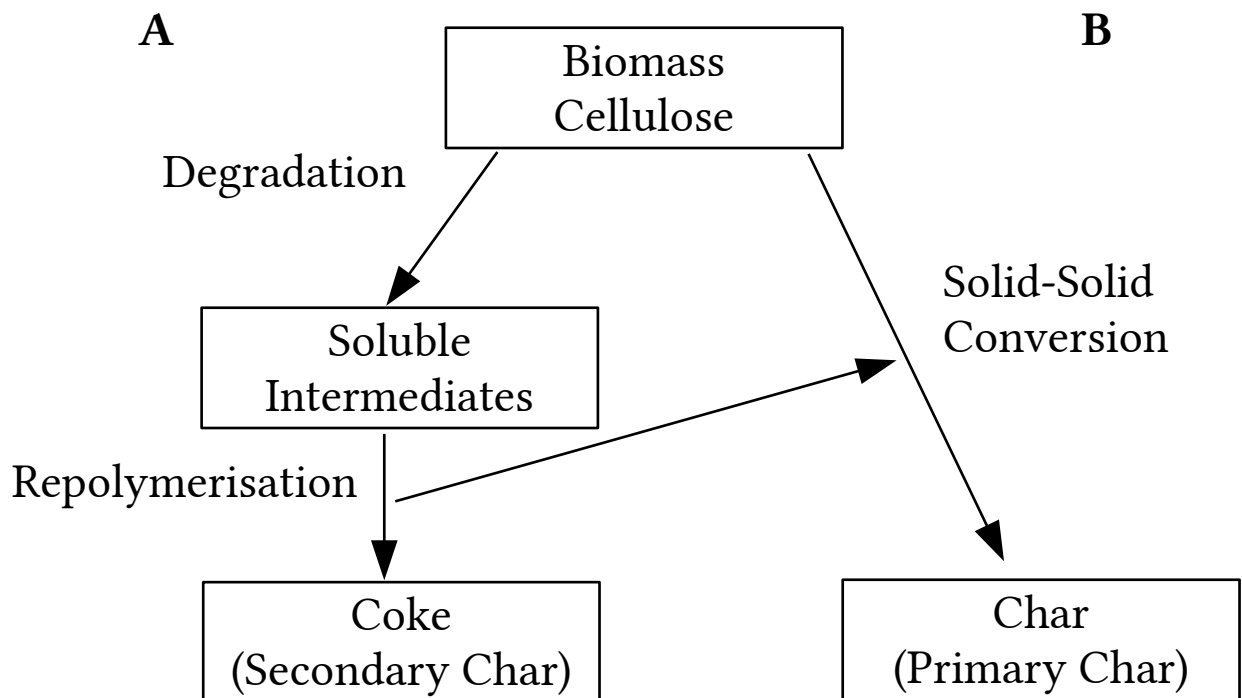 A
B
Biomass
Cellulose
Degradation
Solid-Solid
Conversion
Soluble
Intermediates
Repolymerisation
Coke
(Secondary Char)
Char
(Primary Char)